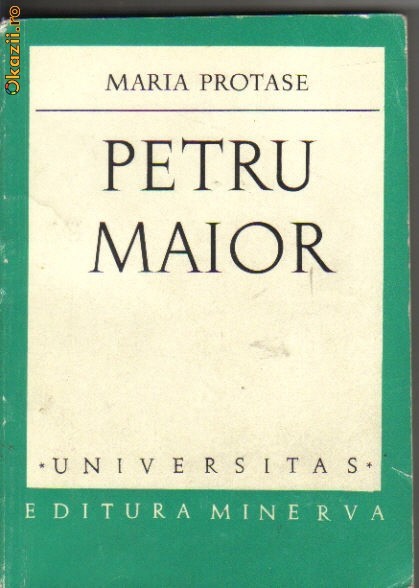 Okazii.ro
MARIA PROTASE
PETRU
MAIOR
* UNIVERSITAS *
EDITURA MINERVA